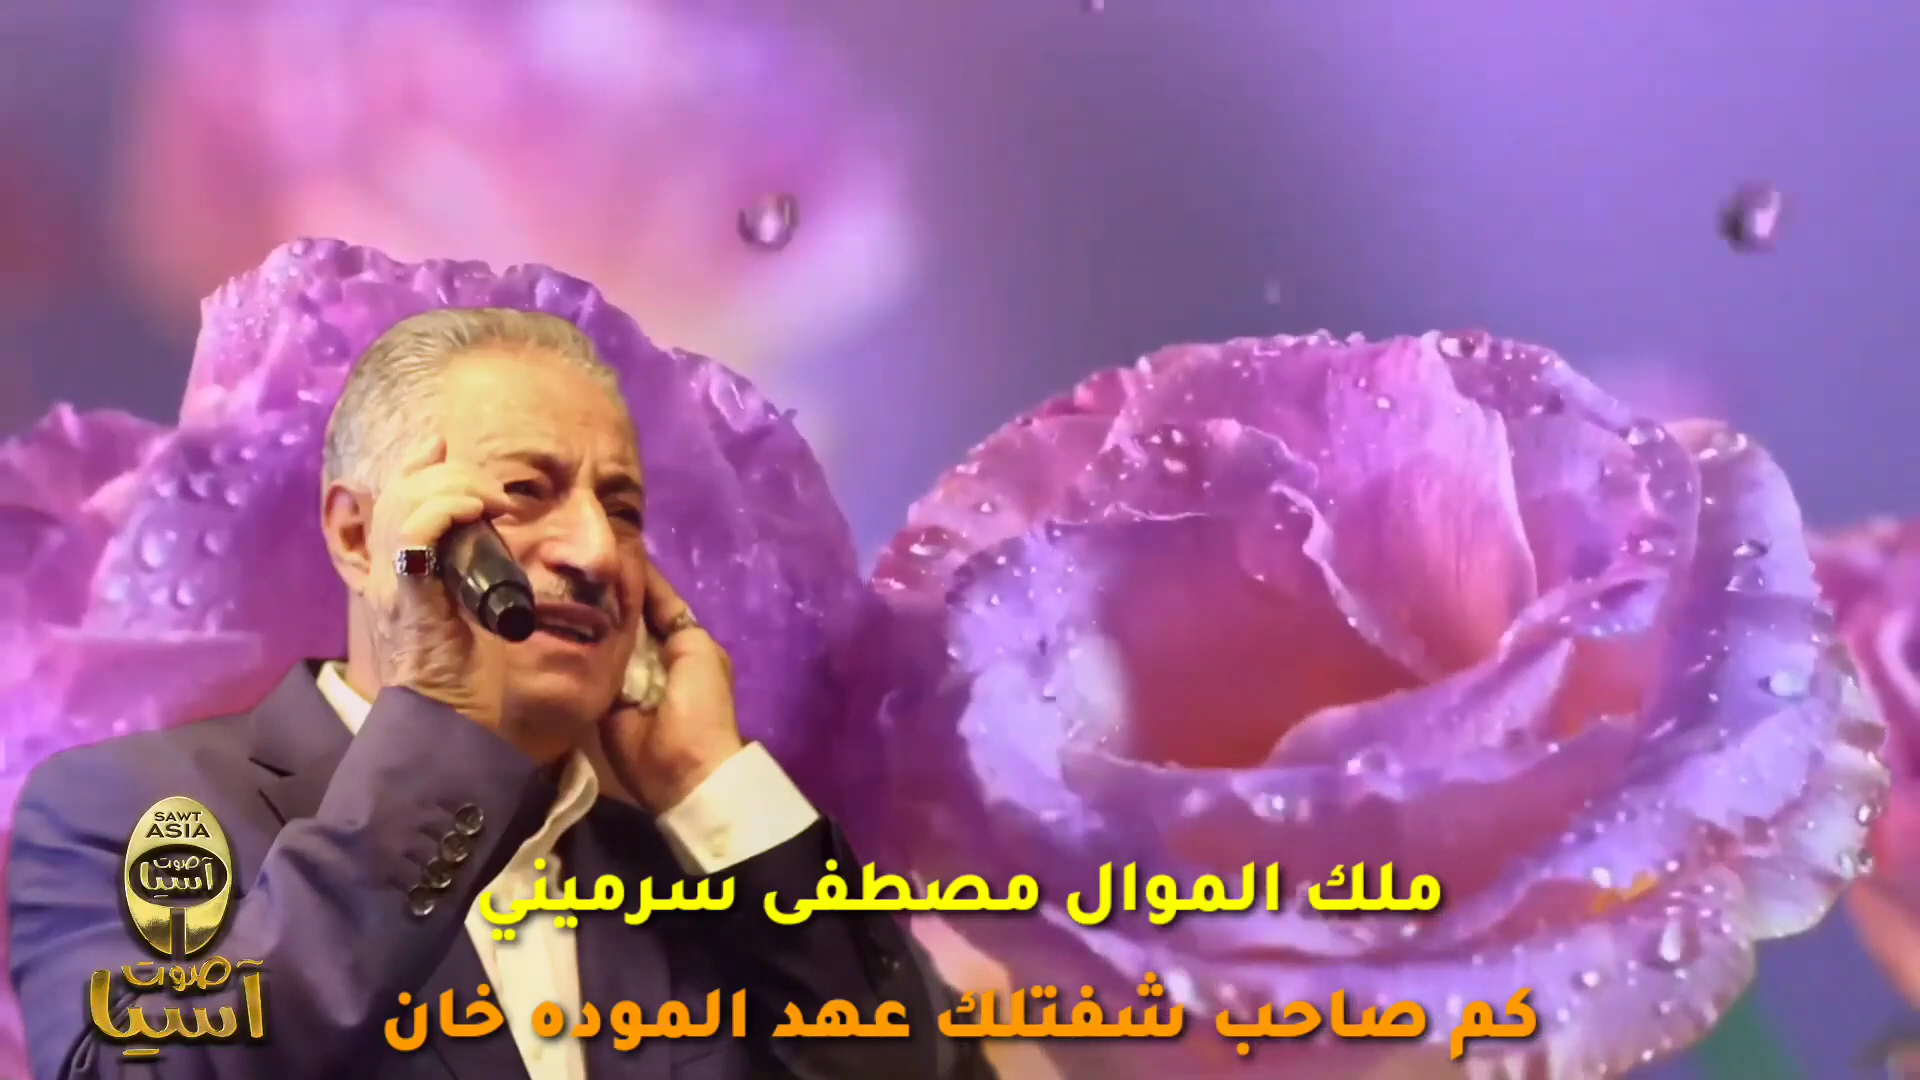 SAWT
ASIA
صوت
آسيا
صوت
آسيا
ملك الموال مصطفى سرميني
كم صاحب شفتلك عهد الموده خان